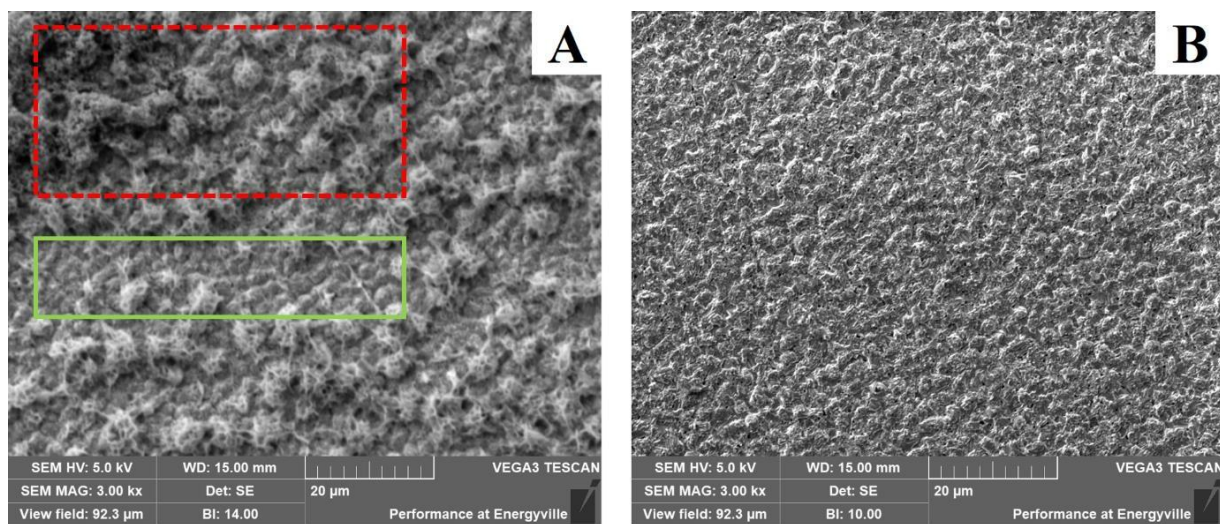 A
SEM HV: 5.0 kV
WD: 15.00 mm
VEGA3 TESCAN
SEM MAG: 3.00 kx
Det: SE
20 µm
View field: 92.3 µm
BI: 14.00
Performance at Energyville
B
SEM HV: 5.0 kV
WD: 15.00 mm
VEGA3 TESCAN
SEM MAG: 3.00 kx
Det: SE
20 µm
View field: 92.3 µm
BI: 10.00
Performance at Energyville